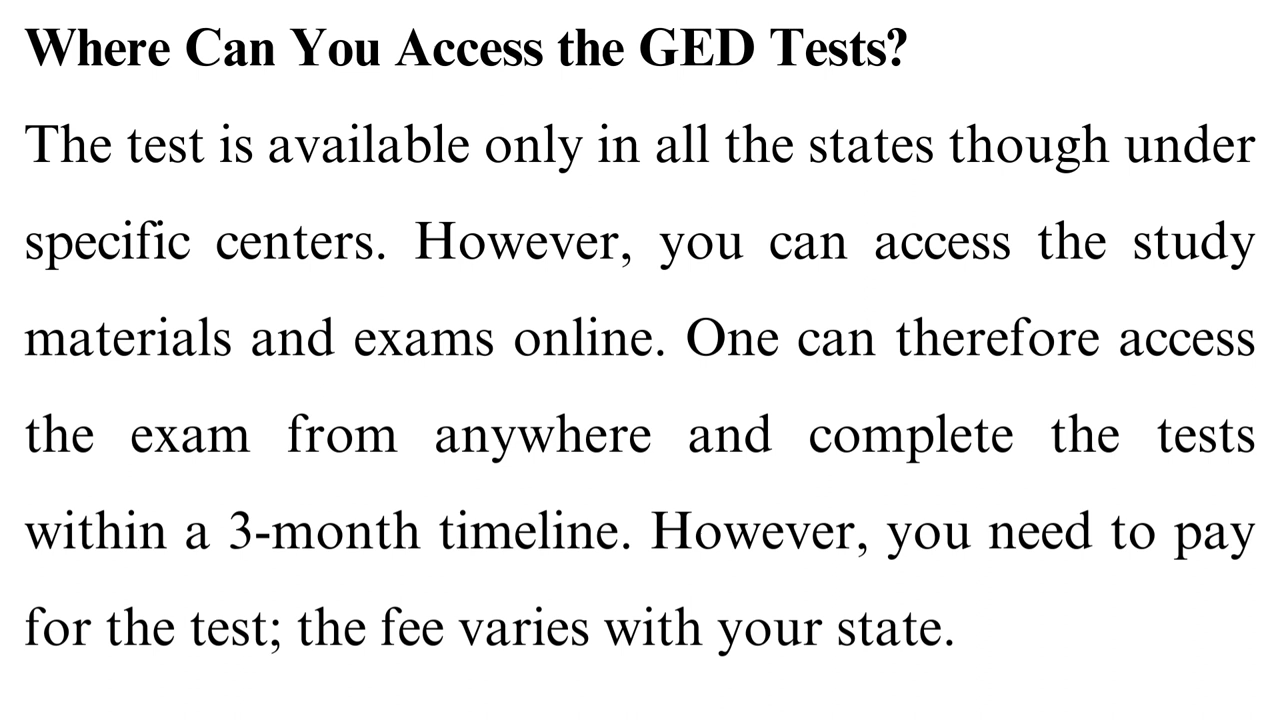 Where Can You Access the GED Tests?
The test is available only in all the states though under
specific centers. However, you can access the study
materials and exams online. One can therefore access
the exam from anywhere and complete the tests
within a 3-month timeline. However, you need to pay
for the test; the fee varies with your state.